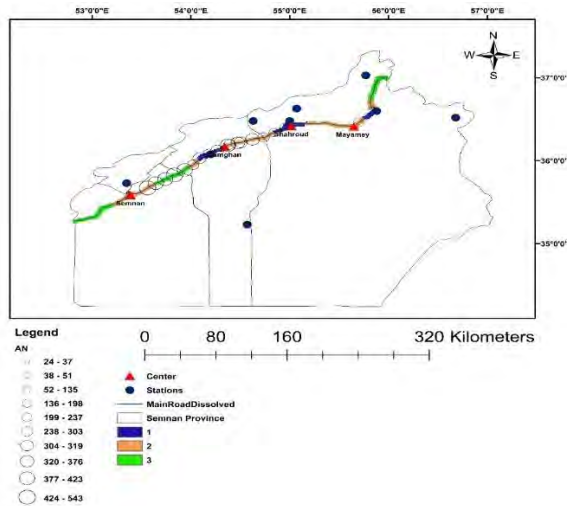 53°0'0"E 54°0'0"E 55°0'0"E 56°0'0"E 57°0'0"E
N
W E
S
37°0'0"
36°0'0"
35°0'0"
Shahroud
Mayamey
Semnan
Legend
AN
24 - 37
38 - 51
52 - 135
136 - 198
199 - 237
238 - 303
304 - 319
320 - 376
377 - 423
424 - 543
0 80 160 320 Kilometers
Center
Stations
MainRoadDissolved
Semnan Province
1
2
3